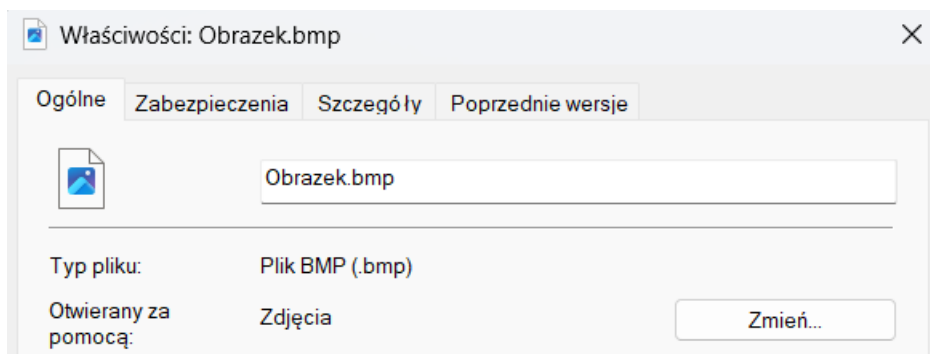 Właściwości: Obrazek.bmp
Ogólne Zabezpieczenia Szczegóły Poprzednie wersje
Obrazek.bmp
Typ pliku: Plik BMP (.bmp)
Otwierany za pomocą: Zdjęcia Zmień...